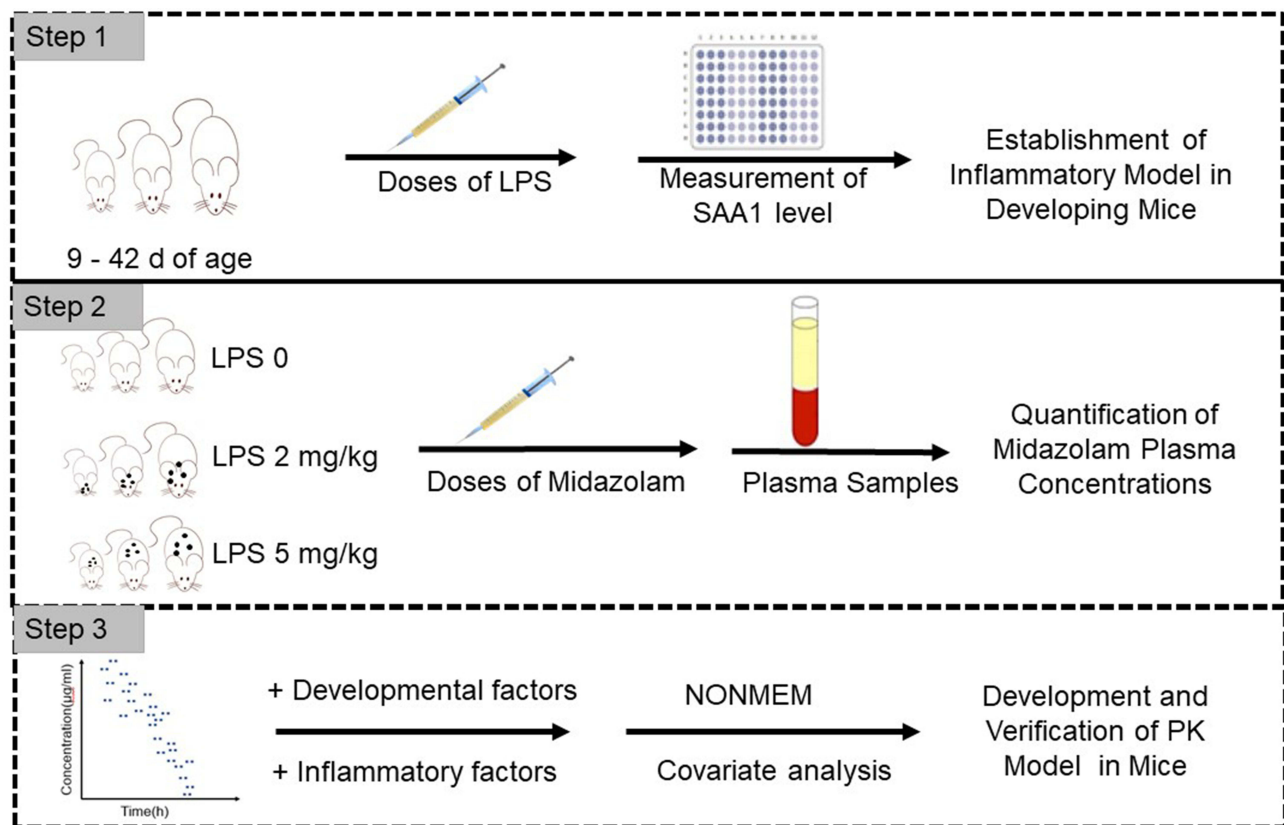 Step 1
9 - 42 d of age
Doses of LPS
Measurement of
SAA1 level
Establishment of
Inflammatory Model in
Developing Mice
Step 2
LPS 0
LPS 2 mg/kg
LPS 5 mg/kg
Doses of Midazolam
Plasma Samples
Quantification of
Midazolam Plasma
Concentrations
Step 3
Concentration(µg/ml)
Time(h)
+ Developmental factors
+ Inflammatory factors
NONMEM
Covariate analysis
Development and
Verification of PK
Model in Mice